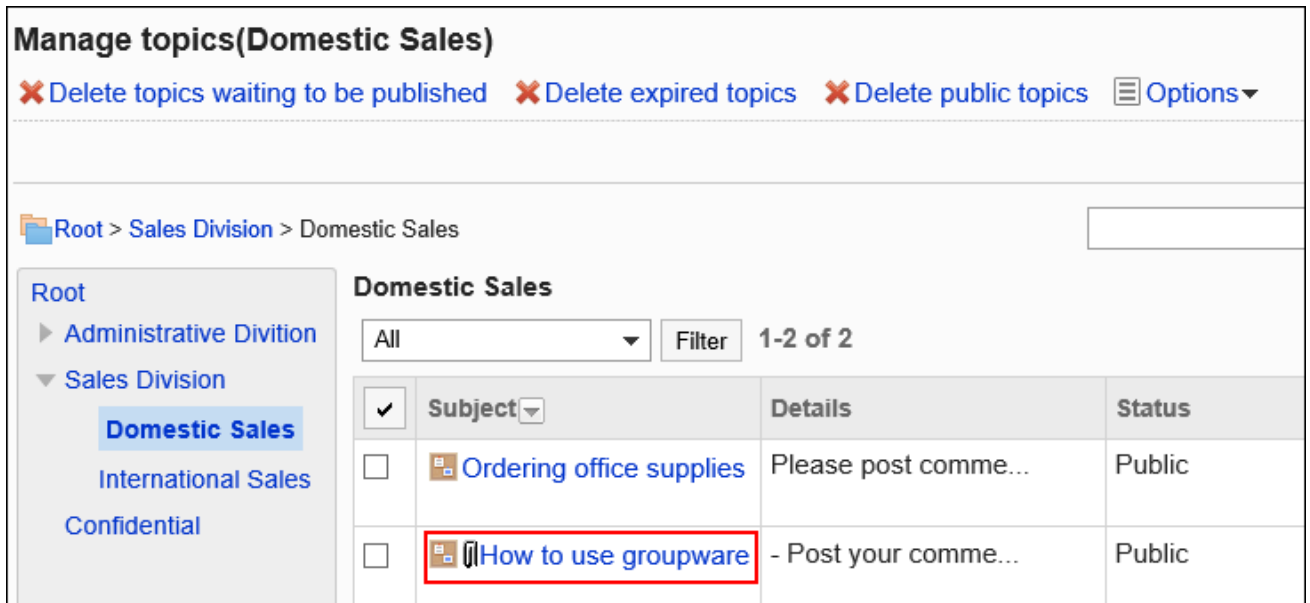 Manage topics(Domestic Sales)
Delete topics waiting to be published Delete expired topics Delete public topics Options
Root > Sales Division > Domestic Sales
Root
Administrative Divition
Sales Division
Domestic Sales
International Sales
Confidential
Domestic Sales
All Filter 1-2 of 2
Subject Details Status
Ordering office supplies Please post comme... Public
How to use groupware - Post your comme... Public